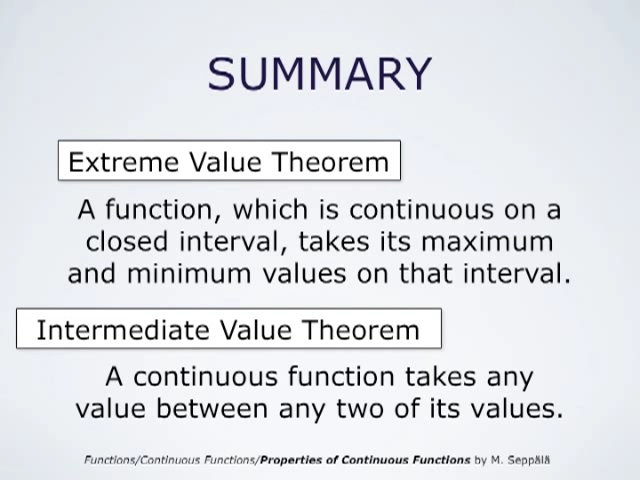 SUMMARY
Extreme Value Theorem
A function, which is continuous on a
closed interval, takes its maximum
and minimum values on that interval.
Intermediate Value Theorem
A continuous function takes any
value between any two of its values.
Functions/Continuous Functions/Properties of Continuous Functions by M. Seppälä